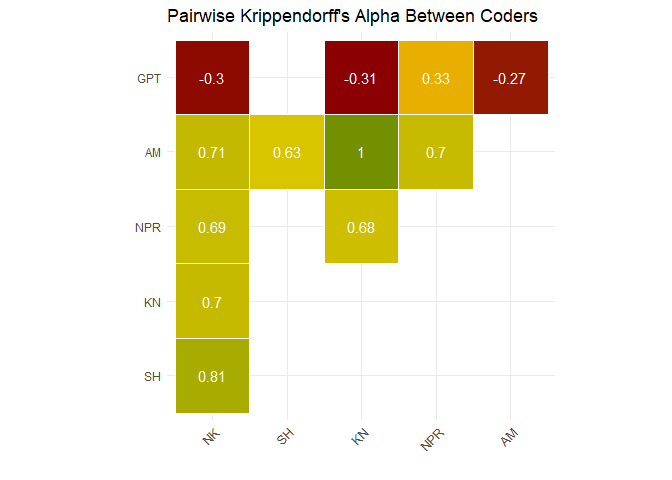 Pairwise Krippendorff's Alpha Between Coders
GPT -0.3 -0.31 0.33 -0.27
AM 0.71 0.63 1 0.7
NPR 0.69 0.68
KN 0.7
SH 0.81
NK SH KN NPR AM